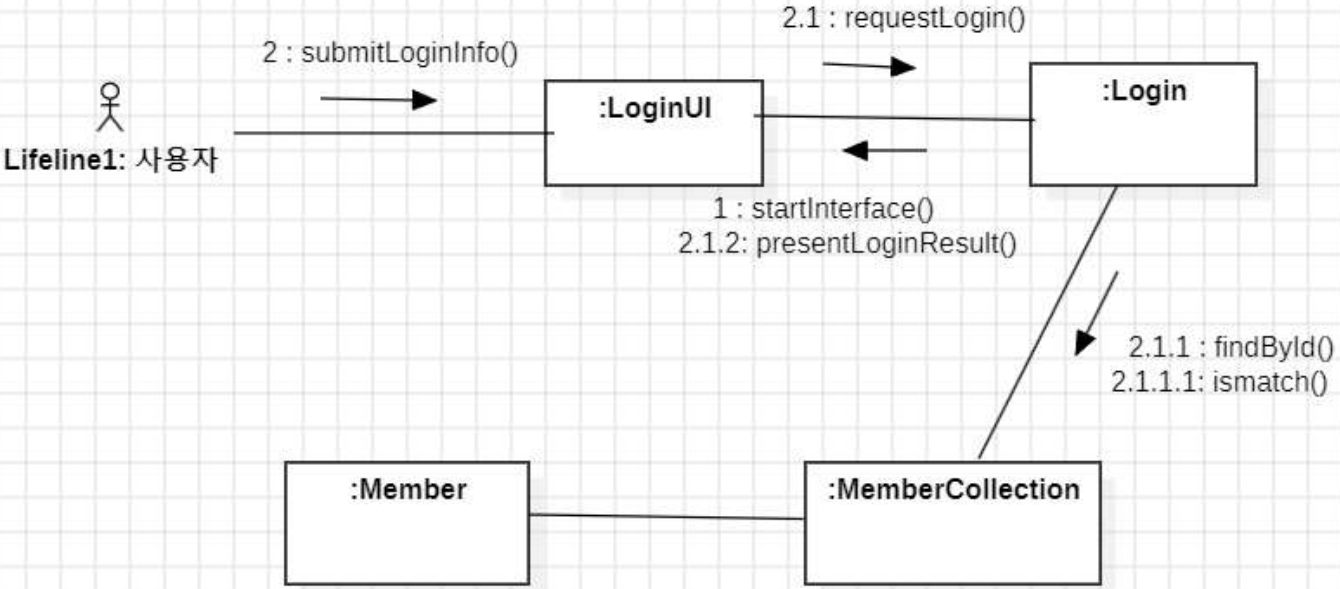 2.1 : requestLogin()
2 : submitLoginInfo()
:LoginUI
:Login
Lifeline1: 사용자
1 : startInterface()
2.1.2: presentLoginResult()
2.1.1 : findById()
2.1.1.1: ismatch()
:Member
:MemberCollection